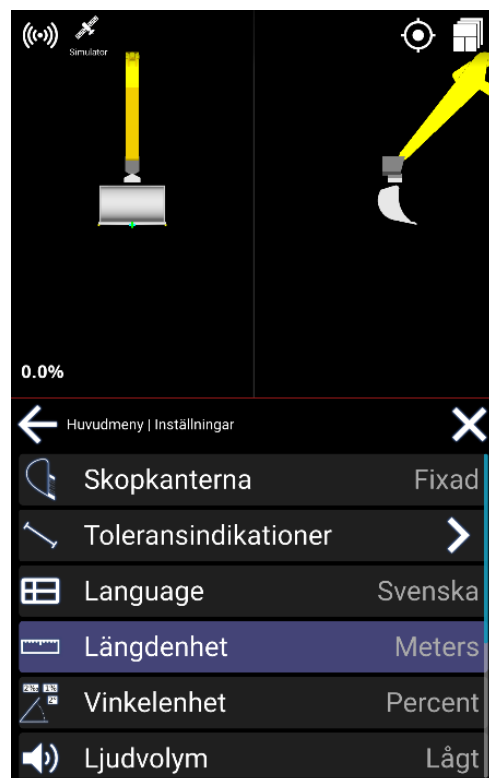 Simulator
0.0%
Huvudmeny | Inställningar
Skopkanterna Fixad
Toleransindikationer
Language Svenska
Längdenhet Meters
Vinkelenhet Percent
Ljudvolym Lågt